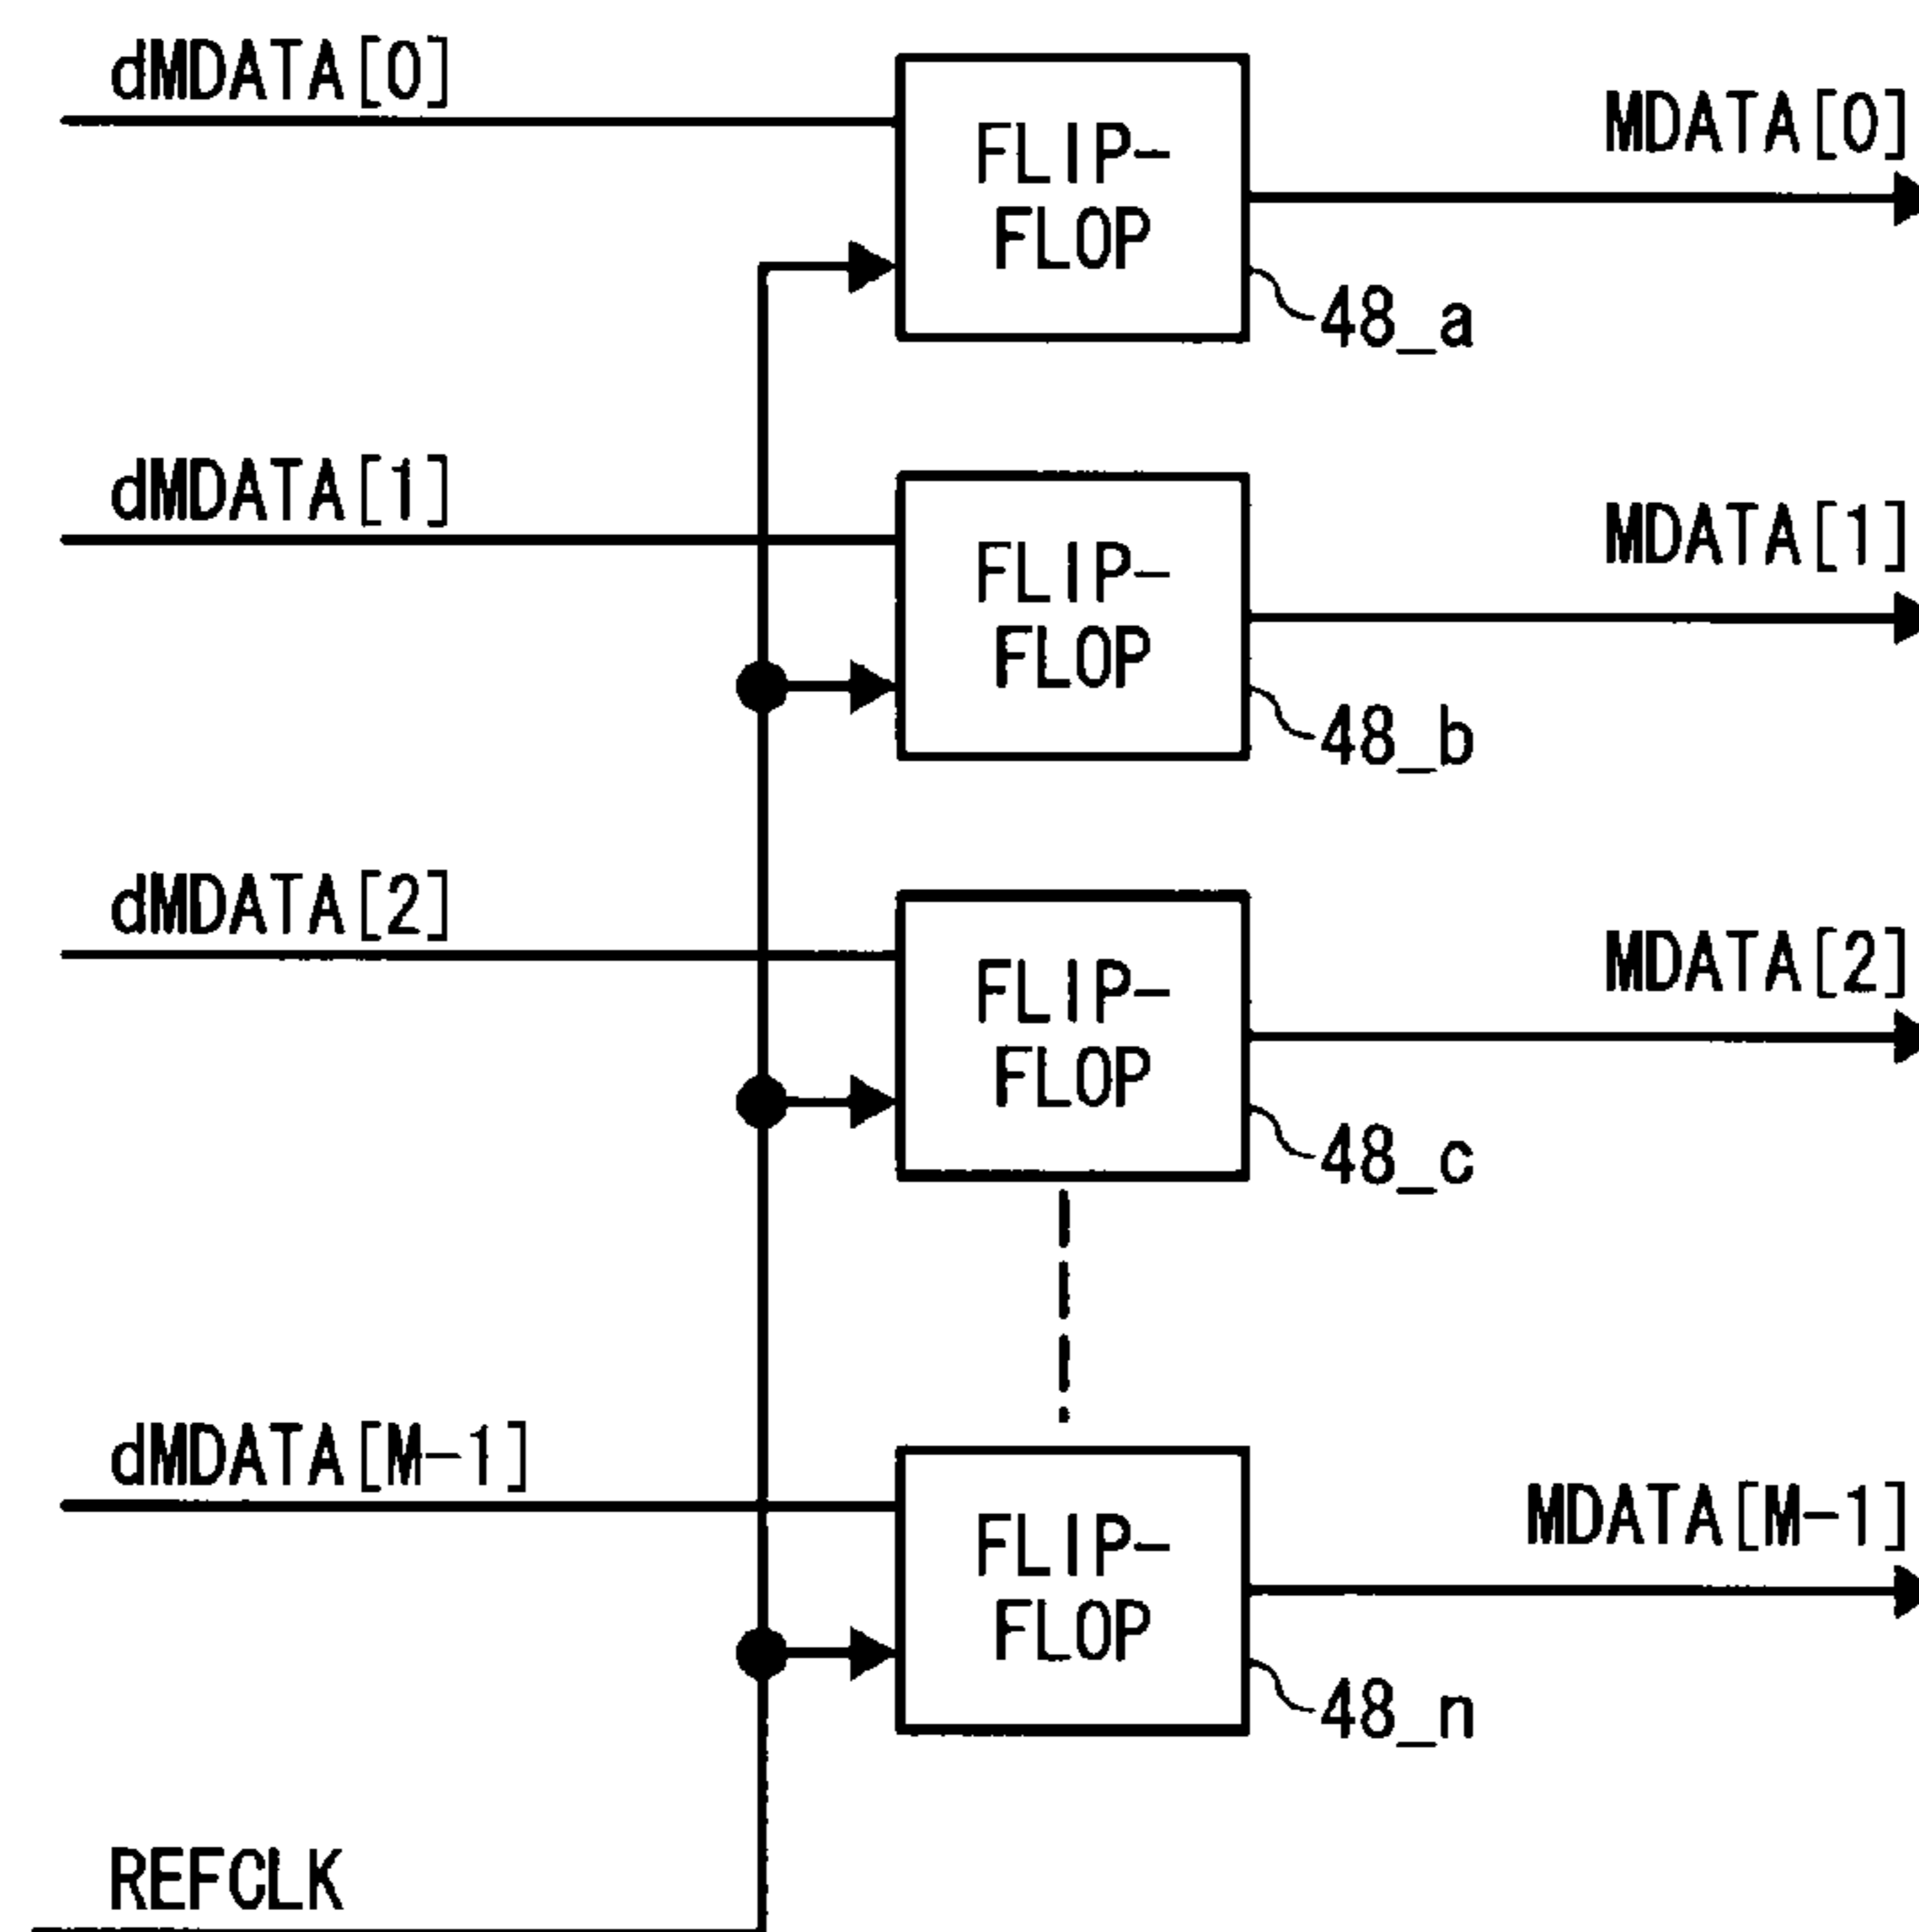 dMDATA[0]
FLIP-
FLOP
MDATA[0]
48_a
dMDATA[1]
FLIP-
FLOP
MDATA[1]
48_b
dMDATA[2]
FLIP-
FLOP
MDATA[2]
48_c
dMDATA[M-1]
FLIP-
FLOP
MDATA[M-1]
48_n
REFCLK